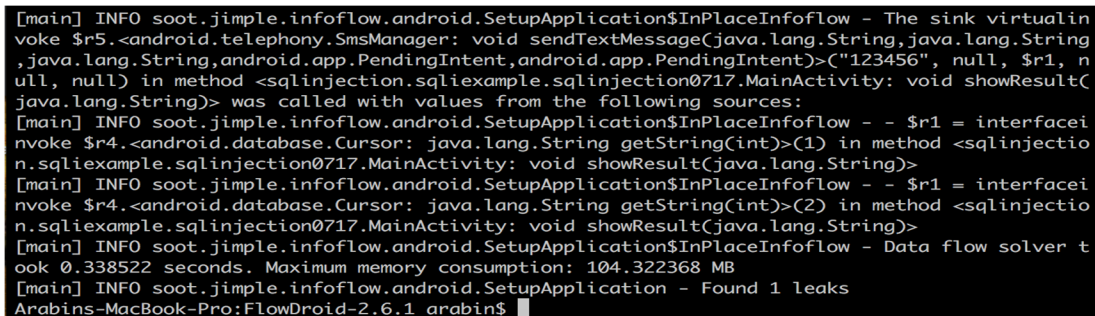 [main] INFO soot.jimple.infoflow.android.SetupApplication$InPlaceInfoflow - The sink virtualin
voke $r5.<android.telephony.SmsManager: void sendTextMessage(java.lang.String,java.lang.String
,java.lang.String,android.app.PendingIntent,android.app.PendingIntent)>("123456", null, $r1, n
ull, null) in method <sqlinjection.sqliexample.sqlinjection0717.MainActivity: void showResult(
java.lang.String)> was called with values from the following sources:
[main] INFO soot.jimple.infoflow.android.SetupApplication$InPlaceInfoflow - - $r1 = interfacei
nvoke $r4.<android.database.Cursor: java.lang.String getString(int)>(1) in method <sqlinjectio
n.sqliexample.sqlinjection0717.MainActivity: void showResult(java.lang.String)>
[main] INFO soot.jimple.infoflow.android.SetupApplication$InPlaceInfoflow - - $r1 = interfacei
nvoke $r4.<android.database.Cursor: java.lang.String getString(int)>(2) in method <sqlinjectio
n.sqliexample.sqlinjection0717.MainActivity: void showResult(java.lang.String)>
[main] INFO soot.jimple.infoflow.android.SetupApplication$InPlaceInfoflow - Data flow solver t
ook 0.338522 seconds. Maximum memory consumption: 104.322368 MB
[main] INFO soot.jimple.infoflow.android.SetupApplication - Found 1 leaks
Arabins-MacBook-Pro:FlowDroid-2.6.1 arabin$